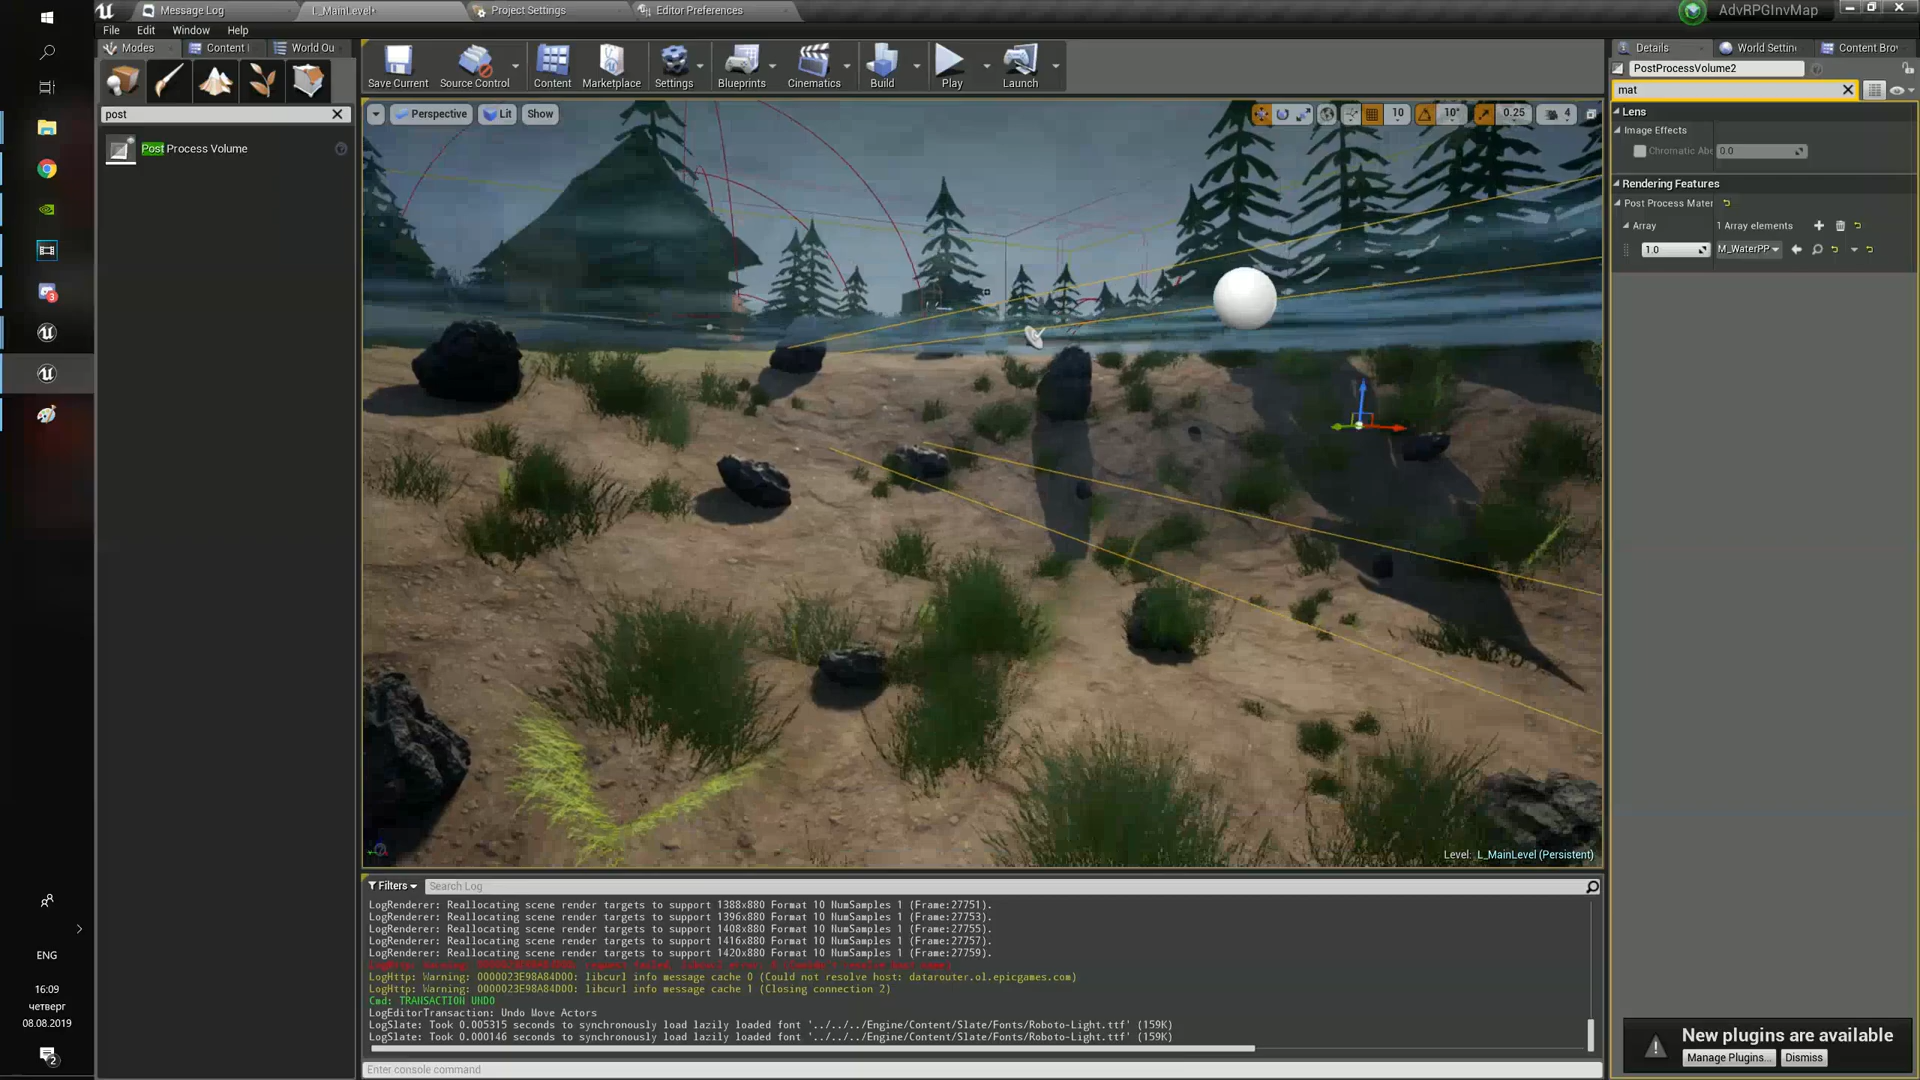 Message Log
L_MainLevel•
Project Settings
Editor Preferences
AdvRPGInvMap
File Edit Window Help
Modes
Content
World Ou
Save Current
Source Control
Content
Marketplace
Settings
Blueprints
Cinematics
Build
Play
Launch
Details
World Settin
Content Brov
PostProcessVolume2
mat
post
Post Process Volume
Perspective
Lit
Show
10
10°
0.25
4
Lens
Image Effects
Chromatic Abe
0.0
Rendering Features
Post Process Mater
Array
1 Array elements
1.0
M_WaterPP
3
Level: L_MainLevel (Persistent)
Filters
Search Log
LogRenderer: Reallocating scene render targets to support 1388x880 Format 10 NumSamples 1 (Frame:27751).
LogRenderer: Reallocating scene render targets to support 1396x880 Format 10 NumSamples 1 (Frame:27753).
LogRenderer: Reallocating scene render targets to support 1408x880 Format 10 NumSamples 1 (Frame:27755).
LogRenderer: Reallocating scene render targets to support 1416x880 Format 10 NumSamples 1 (Frame:27757).
LogRenderer: Reallocating scene render targets to support 1420x880 Format 10 NumSamples 1 (Frame:27759).
LogHttp: Warning: 0000023E98A84D00: libcurl info message cache 0 (Could not resolve host: datarouter.ol.epicgames.com)
LogHttp: Warning: 0000023E98A84D00: libcurl info message cache 1 (Closing connection 2)
Cmd: TRANSACTION UNDO
LogEditorTransaction: Undo Move Actors
LogSlate: Took 0.005315 seconds to synchronously load lazily loaded font '../../../Engine/Content/Slate/Fonts/Roboto-Light.ttf' (159K)
LogSlate: Took 0.000146 seconds to synchronously load lazily loaded font '../../../Engine/Content/Slate/Fonts/Roboto-Light.ttf' (159K)
Enter console command
ENG
16:09
четверг
08.08.2019
2
New plugins are available
Manage Plugins...
Dismiss